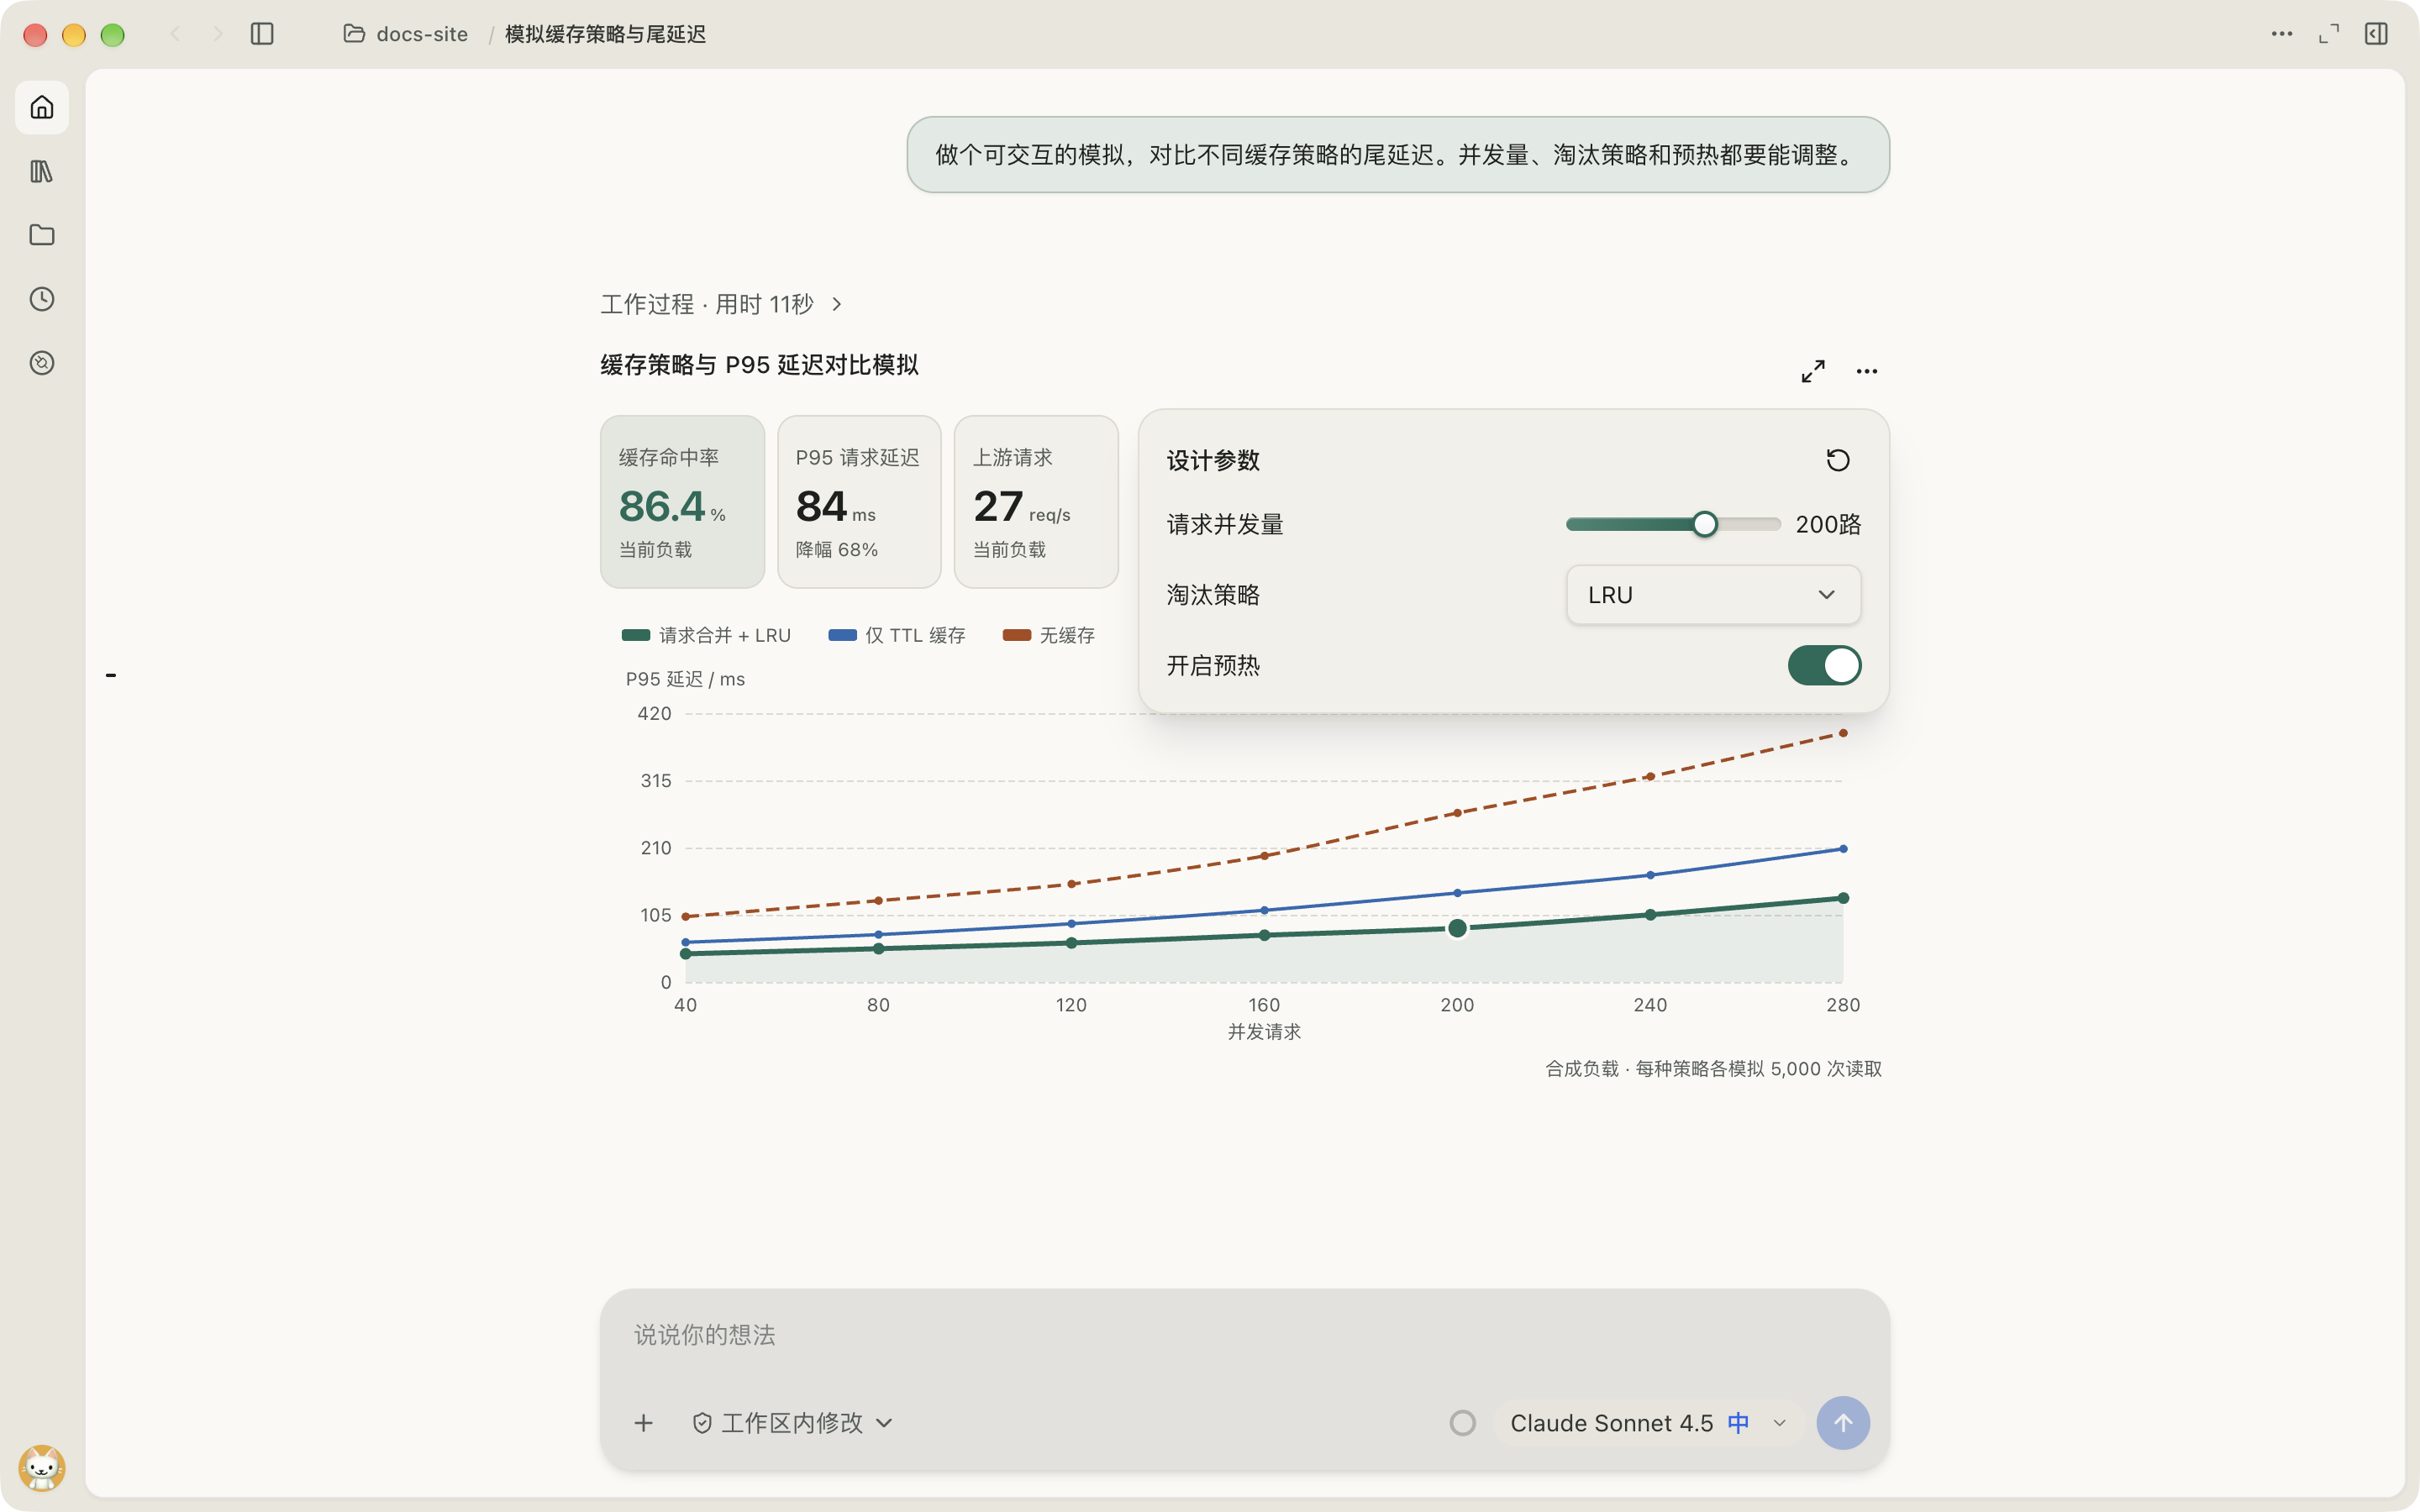 docs-site / 模拟缓存策略与尾延迟
做个可交互的模拟，对比不同缓存策略的尾延迟。并发量、淘汰策略和预热都要能调整。
工作过程 · 用时 11秒
缓存策略与 P95 延迟对比模拟
缓存命中率
86.4 %
当前负载
P95 请求延迟
84 ms
降幅 68%
上游请求
27 req/s
当前负载
设计参数
请求并发量 200路
淘汰策略 LRU
开启预热
请求合并 + LRU 仅 TTL 缓存 无缓存
P95 延迟 / ms
420
315
210
105
0
40 80 120 160 200 240 280
并发请求
合成负载 · 每种策略各模拟 5,000 次读取
说说你的想法
工作区内修改 Claude Sonnet 4.5 中